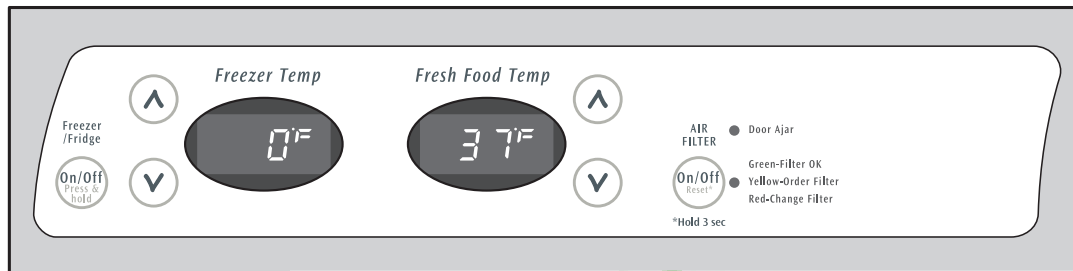 Freezer Temp
Fresh Food Temp
Freezer
/Fridge
On/Off
Press &
hold
0°F
37°F
AIR
FILTER
Door Ajar
On/Off
Reset*
*Hold 3 sec
Green-Filter OK
Yellow-Order Filter
Red-Change Filter